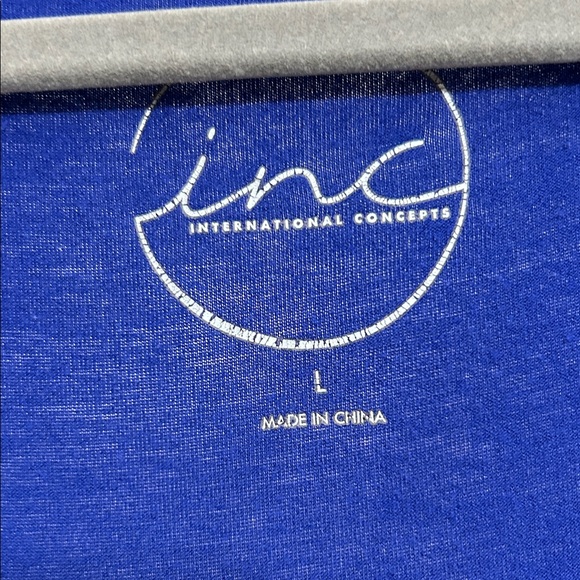 inc
INTERNATIONAL CONCEPTS
L
MADE IN CHINA